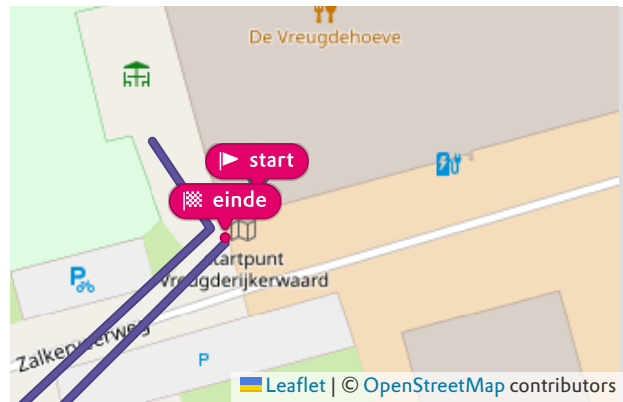 De Vreugdehoeve
start
einde
startpunt
Vreugderijkerwaard
Zalkerveerweg
P
P
Leaflet | © OpenStreetMap contributors